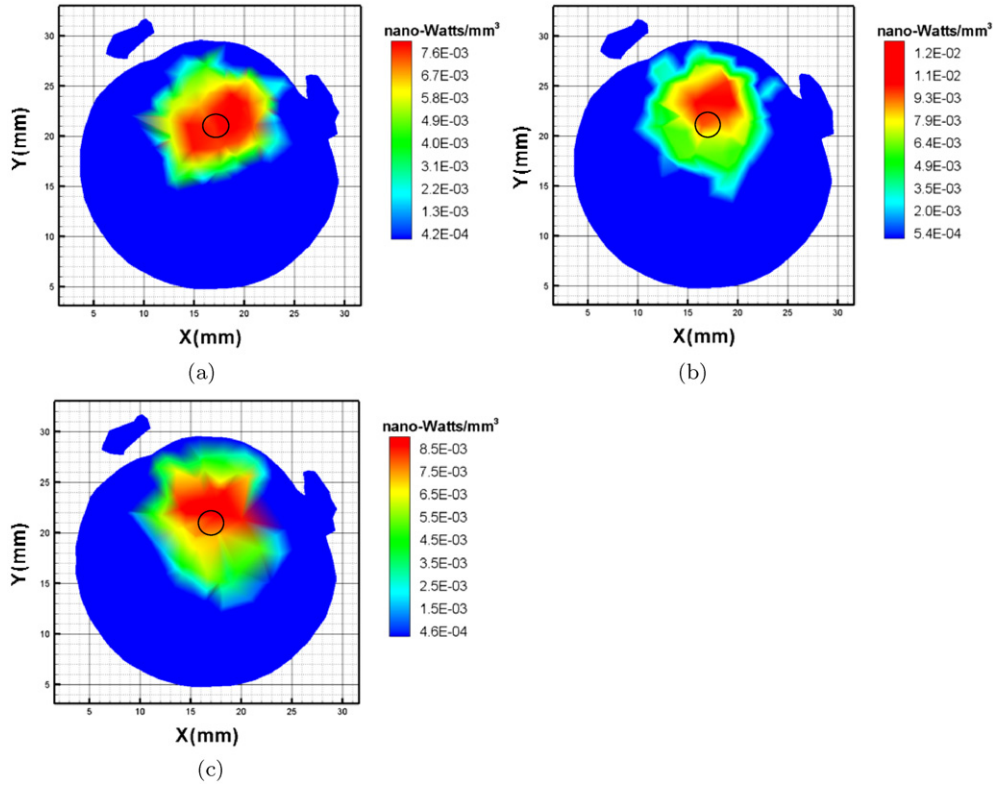 nano-Watts/mm³
30
25
20
15
10
5
Y(mm)
5 10 15 20 25 30
X(mm)
7.6E-03
6.7E-03
5.8E-03
4.9E-03
4.0E-03
3.1E-03
2.2E-03
1.3E-03
4.2E-04
(a)
nano-Watts/mm³
30
25
20
15
10
5
Y(mm)
5 10 15 20 25 30
X(mm)
1.2E-02
1.1E-02
9.3E-03
7.9E-03
6.4E-03
4.9E-03
3.5E-03
2.0E-03
5.4E-04
(b)
nano-Watts/mm³
30
25
20
15
10
5
Y(mm)
5 10 15 20 25 30
X(mm)
8.5E-03
7.5E-03
6.5E-03
5.5E-03
4.5E-03
3.5E-03
2.5E-03
1.5E-03
4.6E-04
(c)